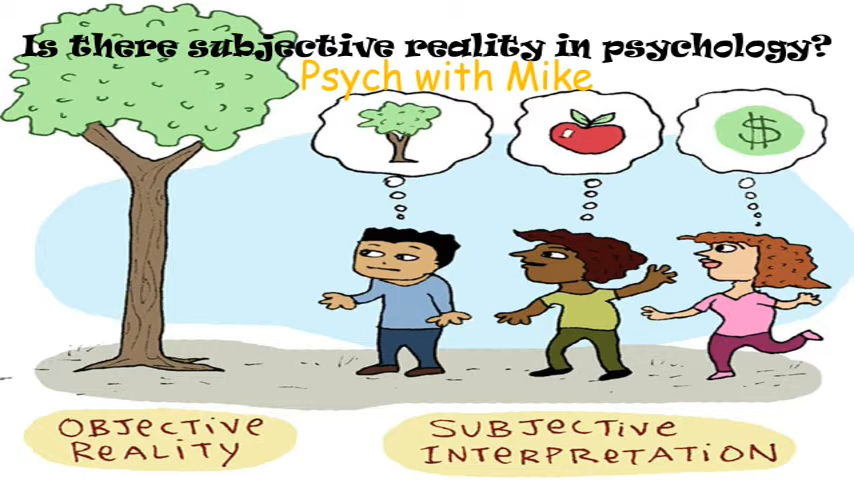 Is there subjective reality in psychology?
Psych with Mike
$
OBJECTIVE
REALITY
SUBJECTIVE
INTERPRETATION